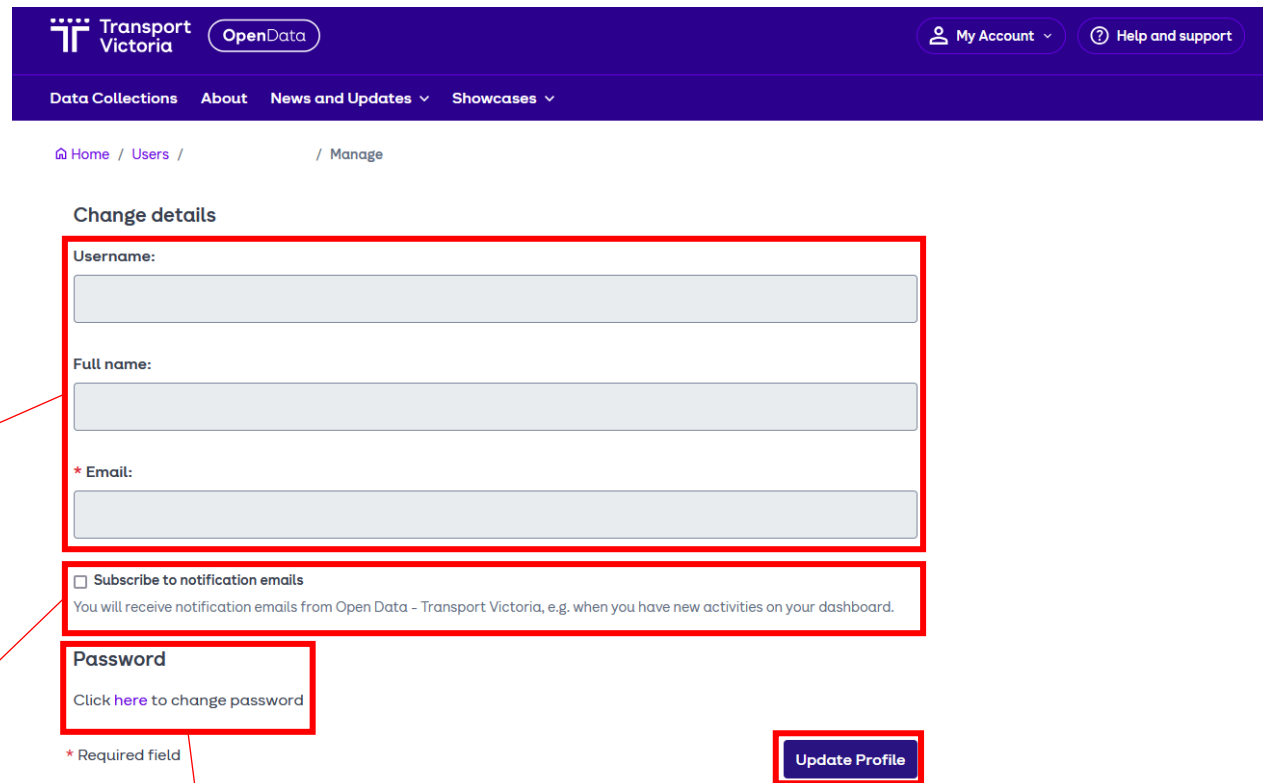 Transport
Victoria
OpenData
My Account
Help and support
Data Collections About News and Updates Showcases
Home / Users / / Manage
Change details
Username:
Full name:
* Email:
Subscribe to notification emails
You will receive notification emails from Open Data - Transport Victoria, e.g. when you have new activities on your dashboard.
Password
Click here to change password
* Required field
Update Profile